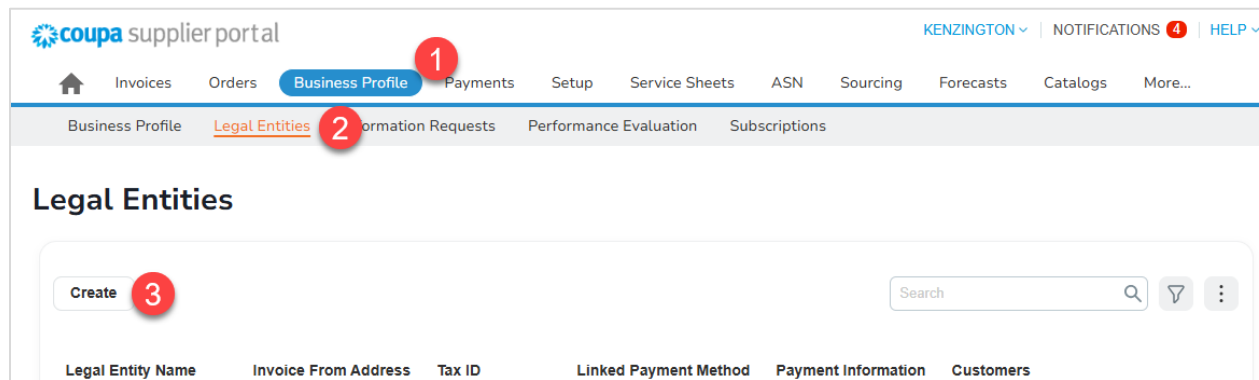 coupa supplier portal
KENZINGTON NOTIFICATIONS 4 HELP
1
Invoices Orders Business Profile Payments Setup Service Sheets ASN Sourcing Forecasts Catalogs More...
Business Profile Legal Entities 2 formation Requests Performance Evaluation Subscriptions
Legal Entities
Create 3 Search
Legal Entity Name Invoice From Address Tax ID Linked Payment Method Payment Information Customers